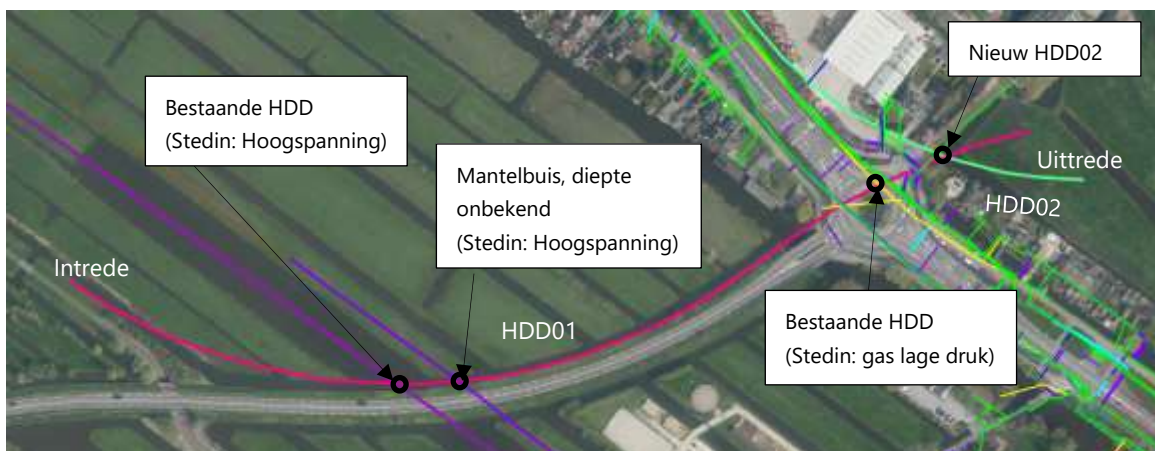 Nieuw HDD02
Bestaande HDD
(Stedin: Hoogspanning)
Mantelbuis, diepte
onbekend
(Stedin: Hoogspanning)
Uittrede
HDD02
Intrede
HDD01
Bestaande HDD
(Stedin: gas lage druk)